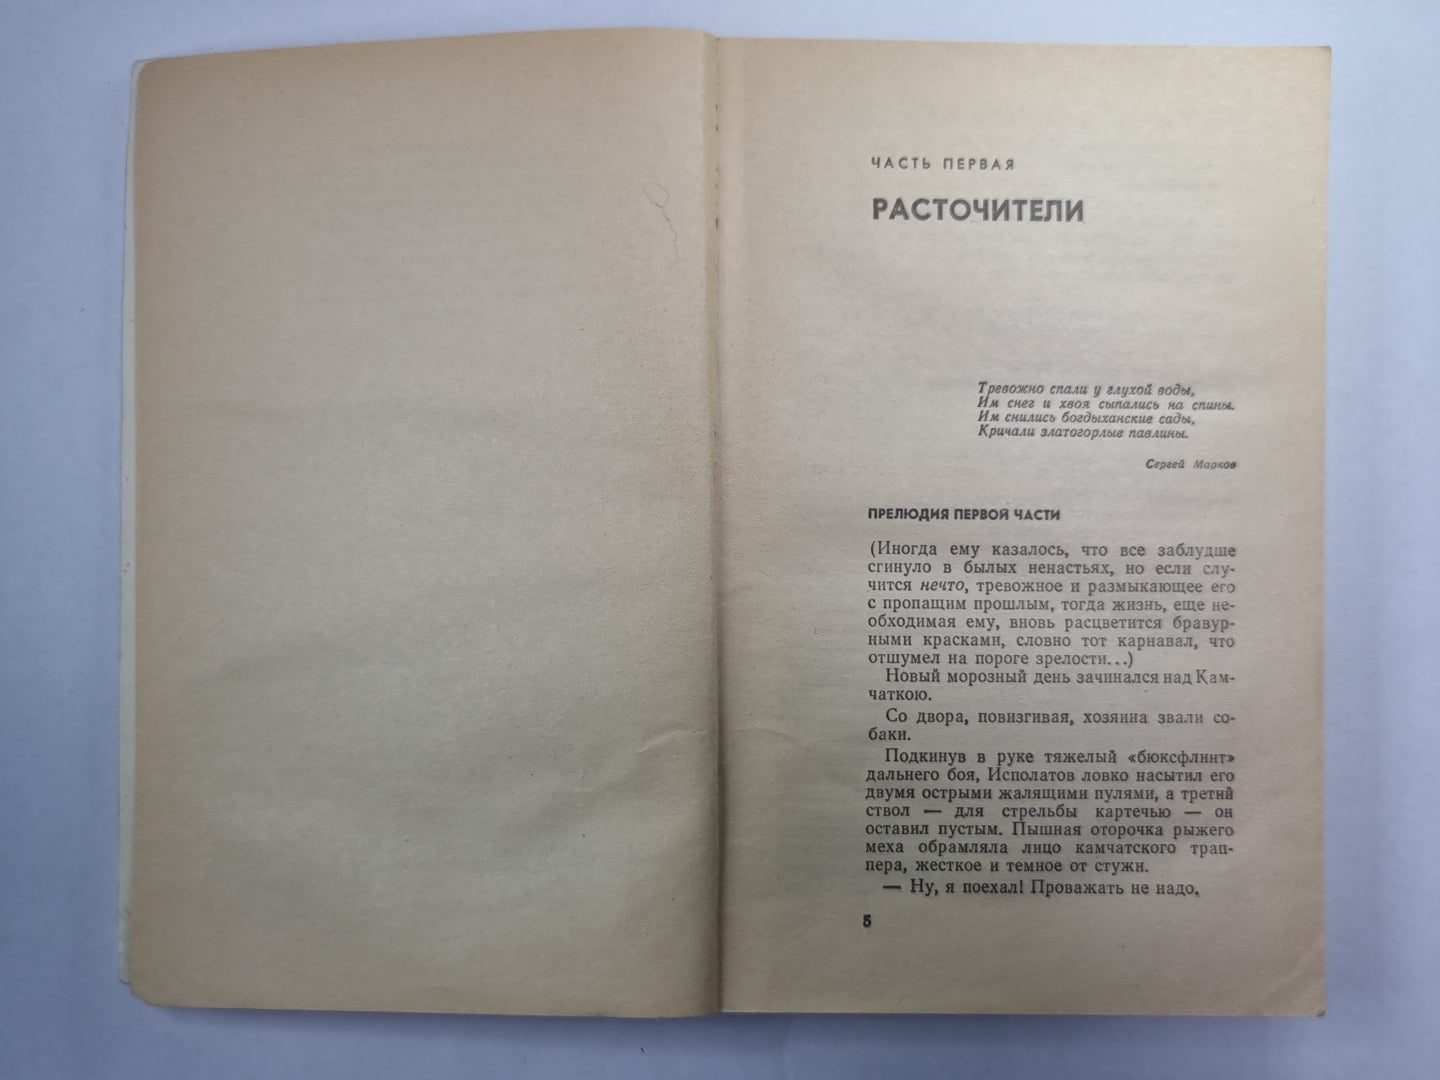 ЧАСТЬ ПЕРВАЯ
РАСТОЧИТЕЛИ
Тревожно спали у глухой воды,
Им снег и хвоя сыпались на спины.
Им снились богдыханские сады,
Кричали златогорлые павлины.
Сергей Марков
ПРЕЛЮДИЯ ПЕРВОЙ ЧАСТИ
(Иногда ему казалось, что все заблудше
сгинуло в былых ненастьях, но если слу-
чится нечто, тревожное и размыкающее его
с пропащим прошлым, тогда жизнь, еще не-
обходимая ему, вновь расцветится бравур-
ными красками, словно тот карнавал, что
отшумел на пороге зрелости...)
Новый морозный день зачинался над Кам-
чаткою.
Со двора, повизгивая, хозяина звали со-
баки.
Подкинув в руке тяжелый «бюксфлинт»
дальнего боя, Исполатов ловко насытил его
двумя острыми жалящими пулями, а третий
ствол — для стрельбы картечью — он
оставил пустым. Пышная оторочка рыжего
меха обрамляла лицо камчатского трап-
пера, жесткое и темное от стужи.
— Ну, я поехал! Проважать не надо.
5